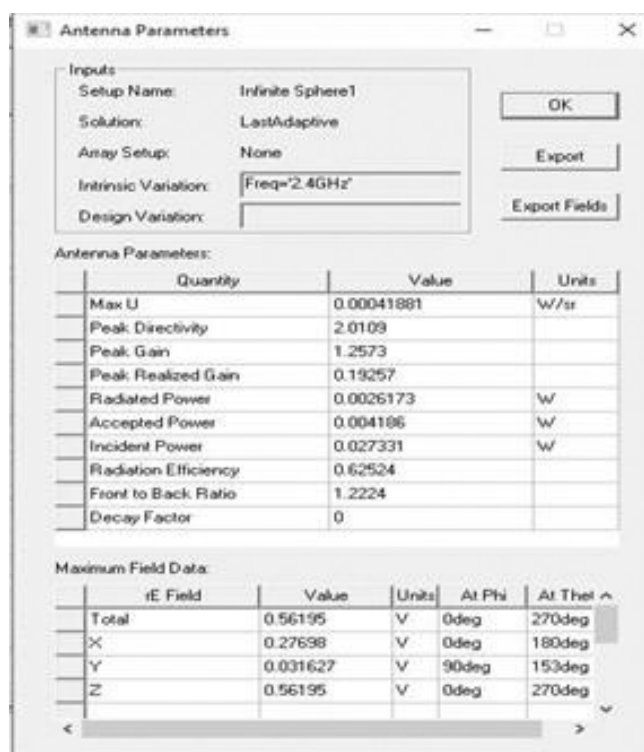 Antenna Parameters
Inputs
Setup Name: Infinite Sphere1
Solution: LastAdaptive
Array Setup: None
Intrinsic Variation: Freq='2.4GHz'
Design Variation:
OK
Export
Export Fields
Antenna Parameters:
Quantity Value Units
Max U 0.00041881 W/sr
Peak Directivity 2.0109
Peak Gain 1.2573
Peak Realized Gain 0.19257
Radiated Power 0.0026173 W
Accepted Power 0.004186 W
Incident Power 0.027331 W
Radiation Efficiency 0.62524
Front to Back Ratio 1.2224
Decay Factor 0
Maximum Field Data:
rE Field Value Units At Phi At Thet
Total 0.56195 V 0deg 270deg
X 0.27698 V 0deg 180deg
Y 0.031627 V 90deg 153deg
Z 0.56195 V 0deg 270deg